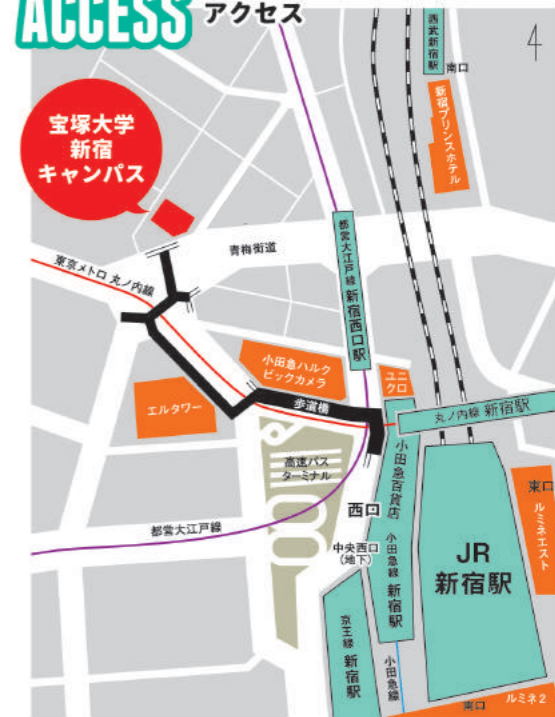 ACCESS アクセス
西武新宿駅
南口
4
新宿プリンスホテル
宝塚大学
新宿
キャンパス
青梅街道
東京メトロ 丸ノ内線
都営大江戸線 新宿西口駅
小田急ハルク
ビックカメラ
ユニ
クロ
エルタワー
歩道橋
丸ノ内線 新宿駅
高速バス
ターミナル
小田急百貨店
西口
東口
ルミネエスト
都営大江戸線
中央西口
(地下)
小田急線 新宿駅
JR
新宿駅
京王線 新宿駅
小田急線
南口
ルミネ2